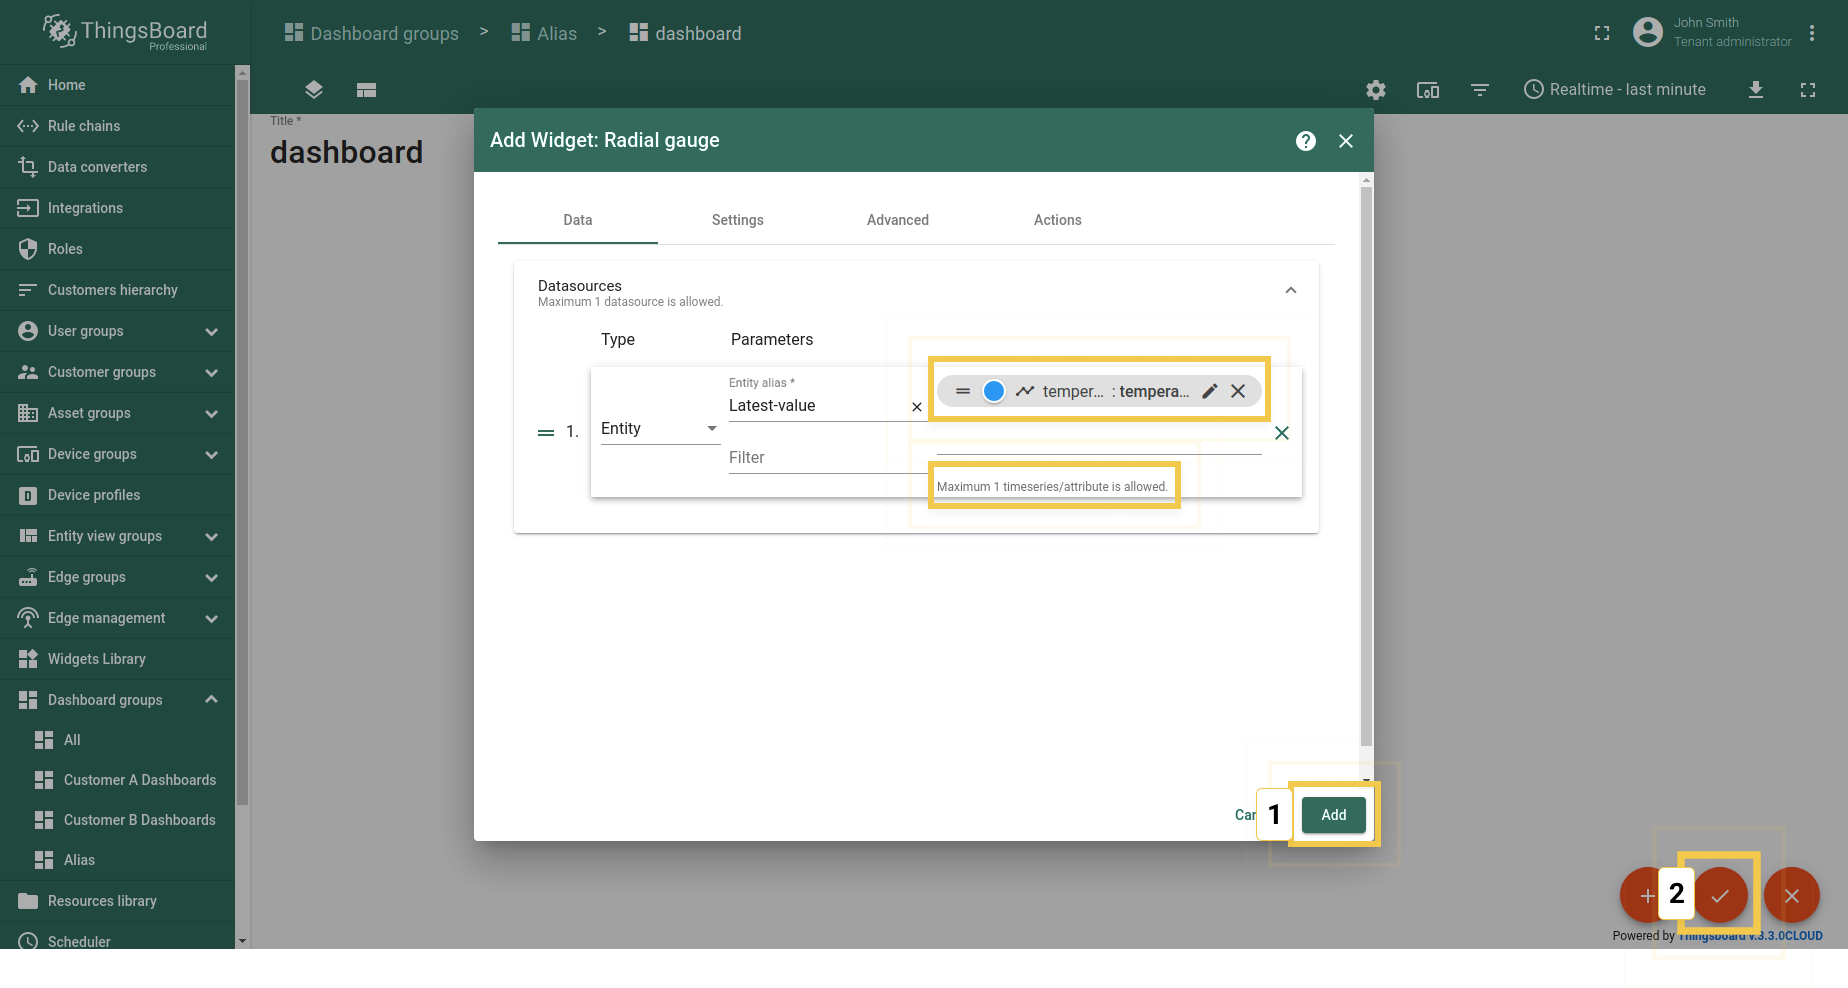 ThingsBoard
Professional
Dashboard groups > Alias > dashboard
John Smith
Tenant administrator
Realtime - last minute
Home
Rule chains
Data converters
Integrations
Roles
Customers hierarchy
User groups
Customer groups
Asset groups
Device groups
Device profiles
Entity view groups
Edge groups
Edge management
Widgets Library
Dashboard groups
All
Customer A Dashboards
Customer B Dashboards
Alias
Resources library
Scheduler
Title *
dashboard
Add Widget: Radial gauge
Data Settings Advanced Actions
Datasources
Maximum 1 datasource is allowed.
Type Parameters
1. Entity
Entity alias *
Latest-value
Filter
temper... : tempera...
Maximum 1 timeseries/attribute is allowed.
Car 1 Add
2
Powered by Thingsboard v.3.3.0CLOUD